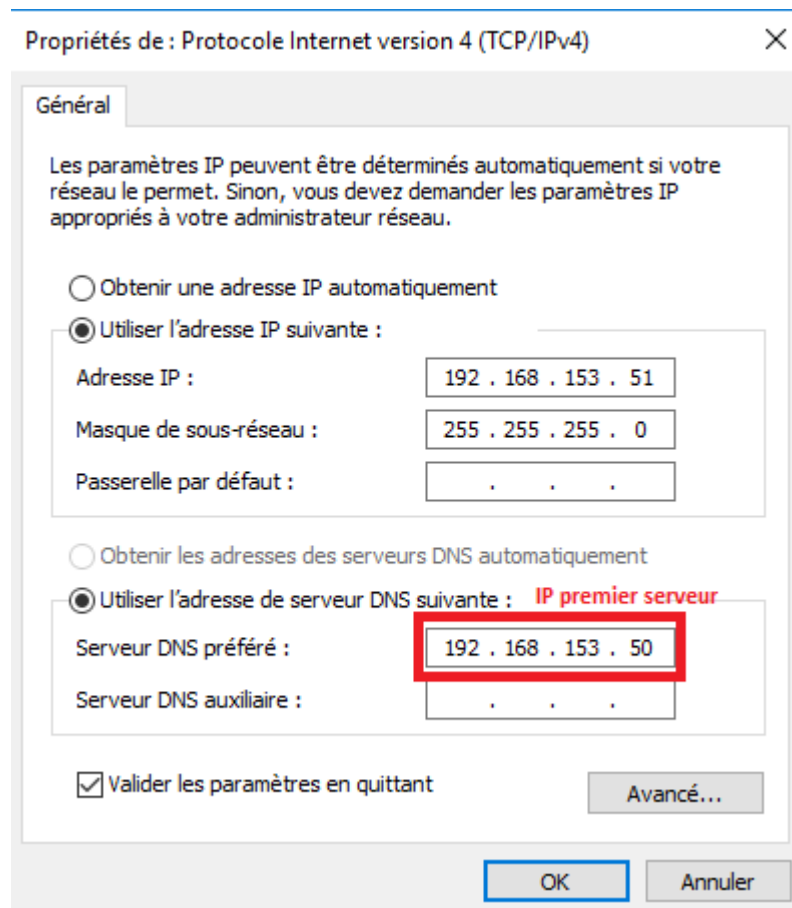 Propriétés de : Protocole Internet version 4 (TCP/IPv4)
Général
Les paramètres IP peuvent être déterminés automatiquement si votre
réseau le permet. Sinon, vous devez demander les paramètres IP
appropriés à votre administrateur réseau.
Obtenir une adresse IP automatiquement
Utiliser l'adresse IP suivante :
Adresse IP : 192 . 168 . 153 . 51
Masque de sous-réseau : 255 . 255 . 255 . 0
Passerelle par défaut : . . .
Obtenir les adresses des serveurs DNS automatiquement
Utiliser l'adresse de serveur DNS suivante : IP premier serveur
Serveur DNS préféré : 192 . 168 . 153 . 50
Serveur DNS auxiliaire : . . .
Valider les paramètres en quittant
Avancé...
OK Annuler